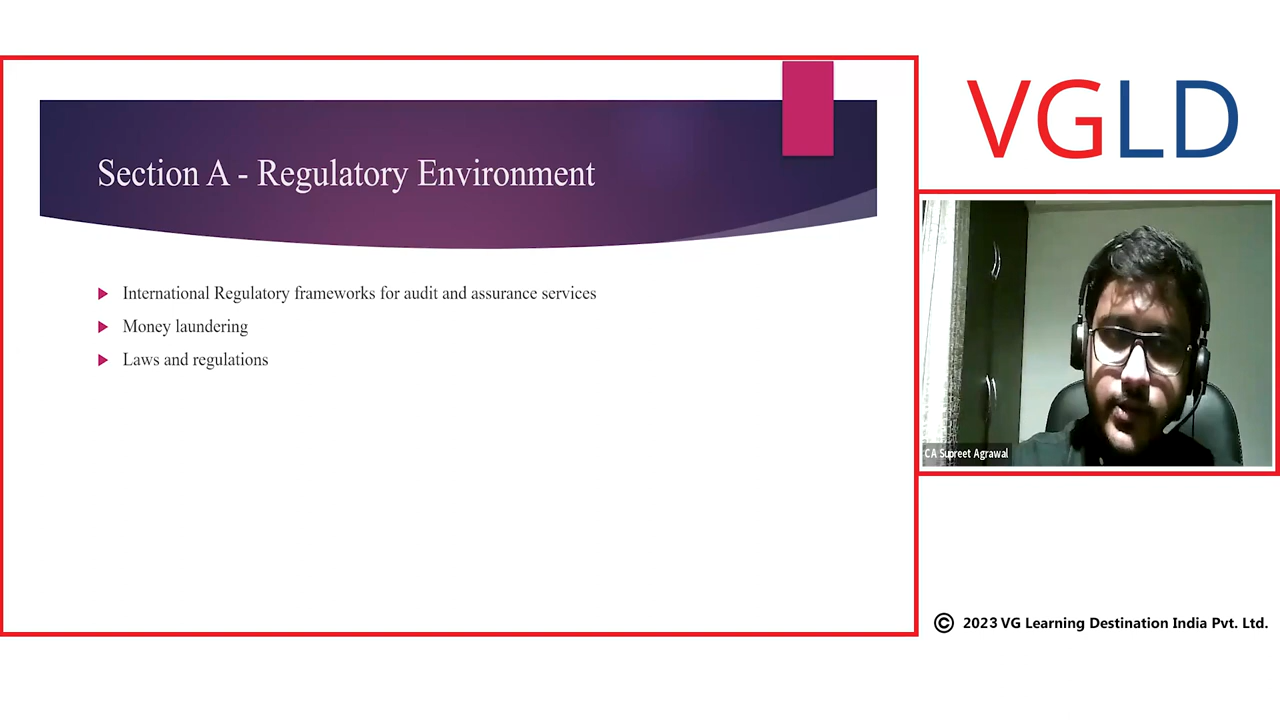 Section A - Regulatory Environment
International Regulatory frameworks for audit and assurance services
Money laundering
Laws and regulations
VGLD
CA Supreet Agrawal
© 2023 VG Learning Destination India Pvt. Ltd.